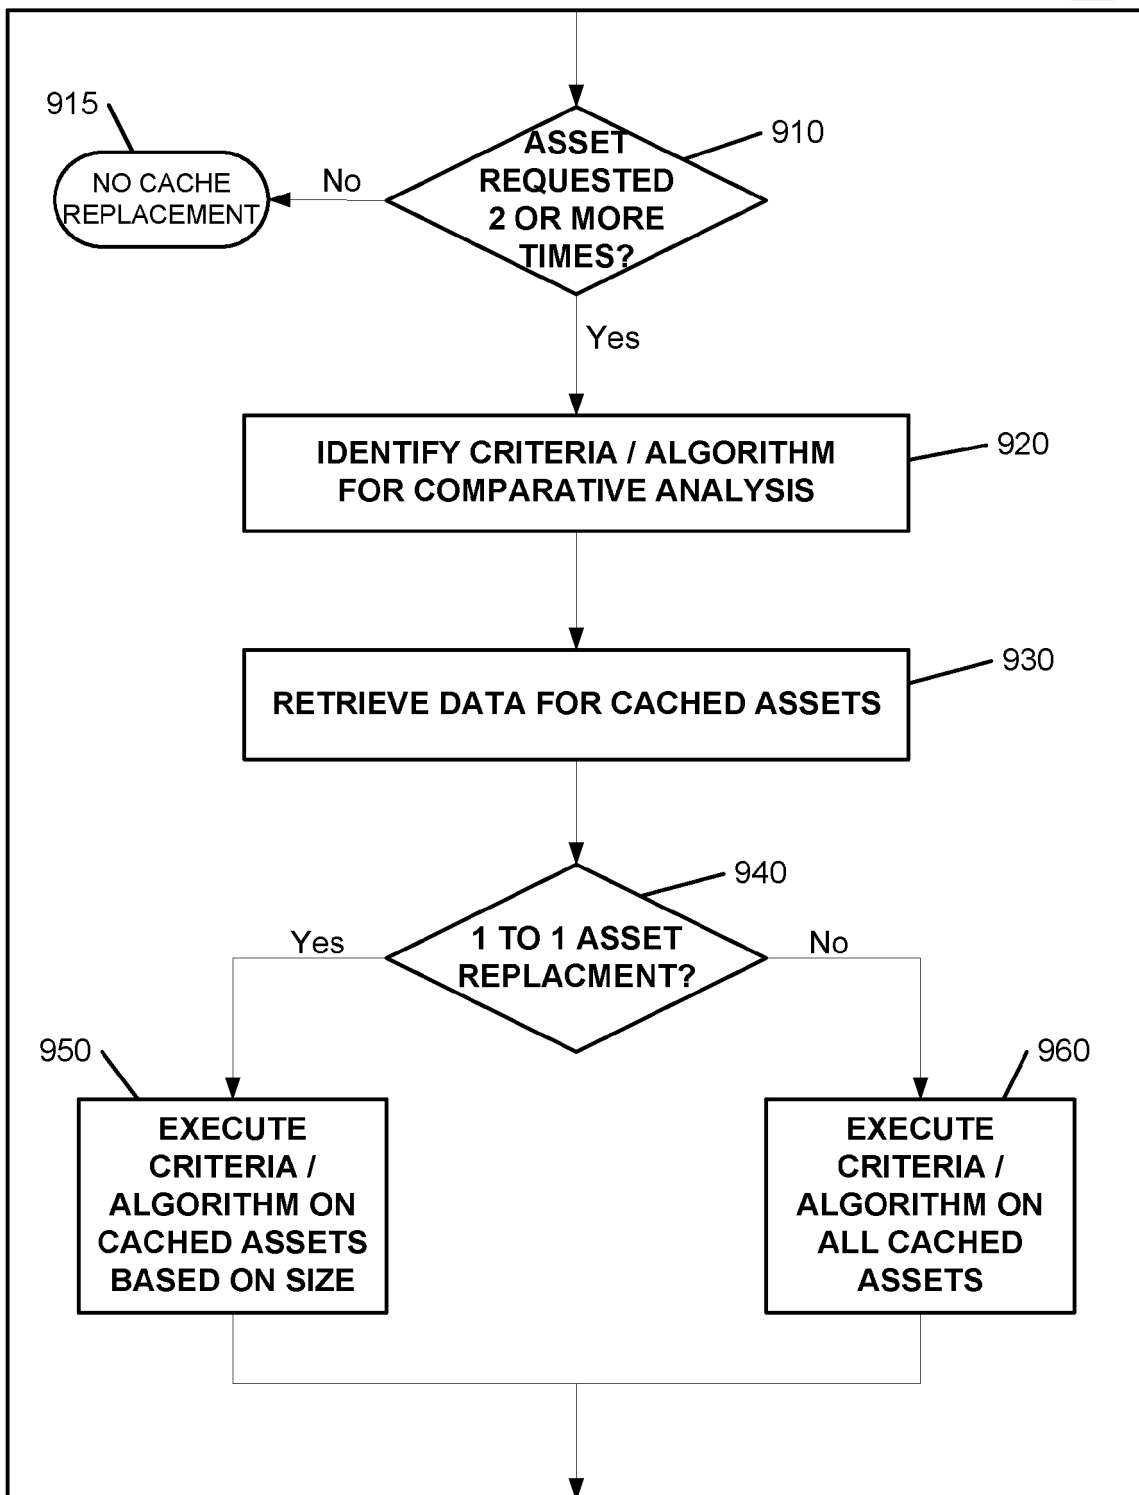 915
NO CACHE
REPLACEMENT
No
910
ASSET
REQUESTED
2 OR MORE
TIMES?
Yes
920
IDENTIFY CRITERIA / ALGORITHM
FOR COMPARATIVE ANALYSIS
930
RETRIEVE DATA FOR CACHED ASSETS
940
1 TO 1 ASSET
REPLACMENT?
Yes
No
950
EXECUTE
CRITERIA /
ALGORITHM ON
CACHED ASSETS
BASED ON SIZE
960
EXECUTE
CRITERIA /
ALGORITHM ON
ALL CACHED
ASSETS